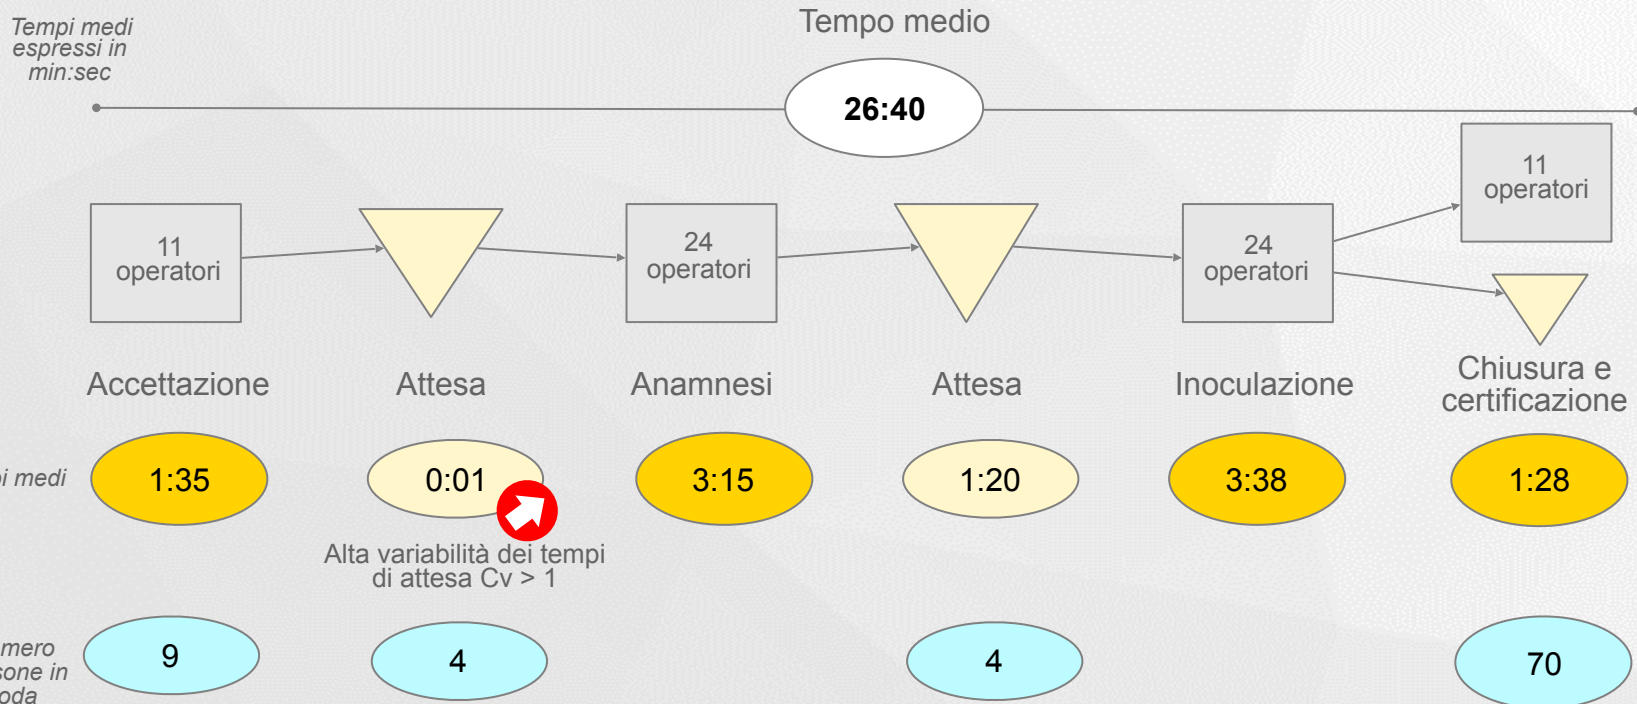 Tempi medi
espressi in
min:sec
Tempo medio
26:40
11
operatori
24
operatori
24
operatori
11
operatori
Accettazione
Attesa
Anamnesi
Attesa
Inoculazione
Chiusura e
certificazione
medi
1:35
0:01
3:15
1:20
3:38
1:28
Alta variabilità dei tempi
di attesa Cv > 1
9
4
4
70
in